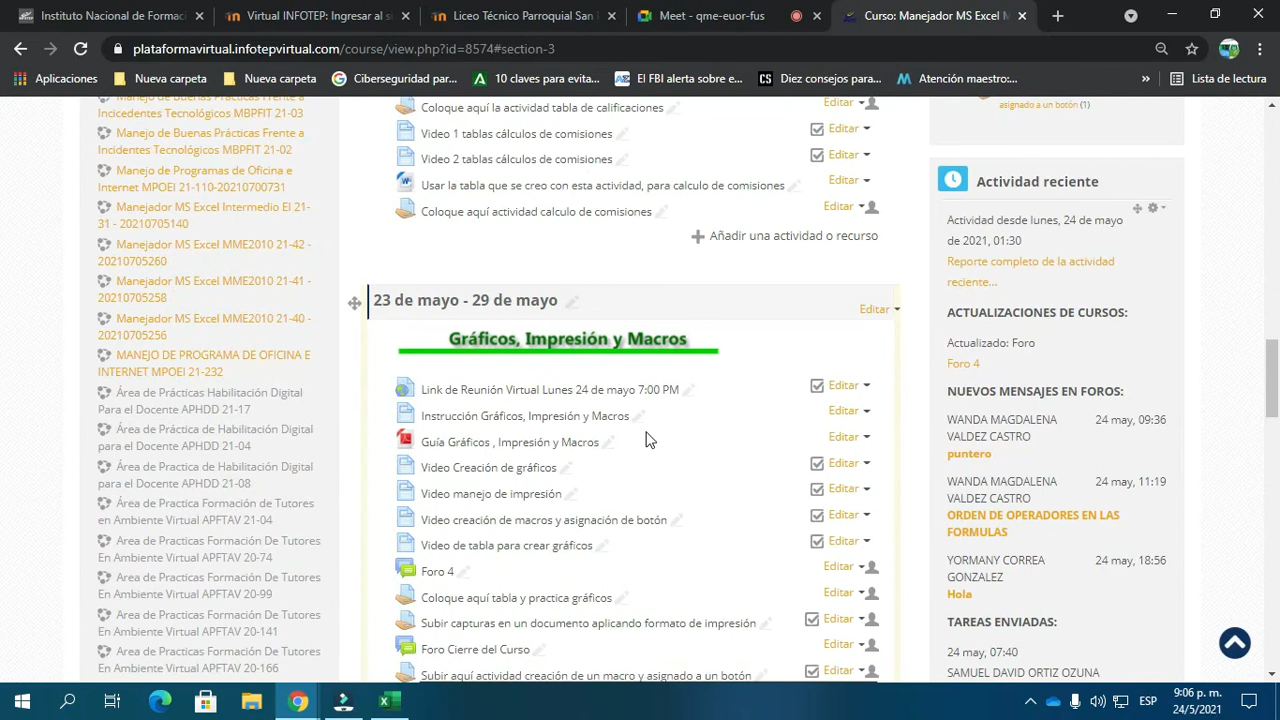 Instituto Nacional de Formac
Virtual INFOTEP: Ingresar al s
Liceo Técnico Parroquial San
Meet - qme-euor-fus
Curso: Manejador MS Excel M
plataformavirtual.infotepvirtual.com/course/view.php?id=8574#section-3
Aplicaciones
Nueva carpeta
Nueva carpeta
Ciberseguridad par...
10 claves para evita...
El FBI alerta sobre e...
Diez consejos para...
Atención maestro:...
»
Lista de lectura
Manejo de Buenas Prácticas Frente a
Incicedentes Tecnológicos MBPFIT 21-03
Manejo de Buenas Prácticas Frente a
Incidentes Tecnológicos MBPFIT 21-02
Manejo de Programas de Oficina e
Internet MPOEI 21-110-20210700731
Manejador MS Excel Intermedio EI 21-
31 - 20210705140
Manejador MS Excel MME2010 21-42 -
20210705260
Manejador MS Excel MME2010 21-41 -
20210705258
Manejador MS Excel MME2010 21-40 -
20210705256
MANEJO DE PROGRAMA DE OFICINA E
INTERNET MPOEI 21-232
Área de Prácticas Habilitación Digital
Para el Docente APHDD 21-17
Área de Práctica de Habilitación Digital
Para el Docente APHDD 21-04
Área de Practica de Habilitación Digital
Para el Docente APHDD 21-08
Área de Practica Formación de Tutores
en Ambiente Virtual APFTAV 21-04
Área de Practicas Formación De Tutores
En Ambiente Virtual APFTAV 20-74
Area de Practicas Formación De Tutores
En Ambiente Virtual APFTAV 20-99
Area de Practicas Formación De Tutores
En Ambiente Virtual APFTAV 20-141
Area de Practicas Formación De Tutores
En Ambiente Virtual APFTAV 20-166
Coloque aquí la actividad tabla de calificaciones
Editar
Video 1 tablas cálculos de comisiones
Editar
Video 2 tablas cálculos de comisiones
Editar
Usar la tabla que se creo con esta actividad, para calculo de comisiones
Editar
Coloque aquí actividad calculo de comisiones
Editar
Añadir una actividad o recurso
23 de mayo - 29 de mayo
Editar
Gráficos, Impresión y Macros
Link de Reunión Virtual Lunes 24 de mayo 7:00 PM
Editar
Instrucción Gráficos, Impresión y Macros
Editar
Guía Gráficos , Impresión y Macros
Editar
Video Creación de gráficos
Editar
Video manejo de impresión
Editar
Video creación de macros y asignación de botón
Editar
Video de tabla para crear gráficos
Editar
Foro 4
Editar
Coloque aquí tabla y practica gráficos
Editar
Subir capturas en un documento aplicando formato de impresión
Editar
Foro Cierre del Curso
Editar
Subir aquí actividad creación de un macro y asignado a un botón
Editar
asignado a un botón (1)
Actividad reciente
Actividad desde lunes, 24 de mayo
de 2021, 01:30
Reporte completo de la actividad
reciente...
ACTUALIZACIONES DE CURSOS:
Actualizado: Foro
Foro 4
NUEVOS MENSAJES EN FOROS:
WANDA MAGDALENA 24 may, 09:36
VALDEZ CASTRO
puntero
WANDA MAGDALENA 24 may, 11:19
VALDEZ CASTRO
ORDEN DE OPERADORES EN LAS
FORMULAS
YORMANY CORREA 24 may, 18:56
GONZALEZ
Hola
TAREAS ENVIADAS:
24 may, 07:40
SAMUEL DAVID ORTIZ OZUNA
ESP
9:06 p. m.
24/5/2021